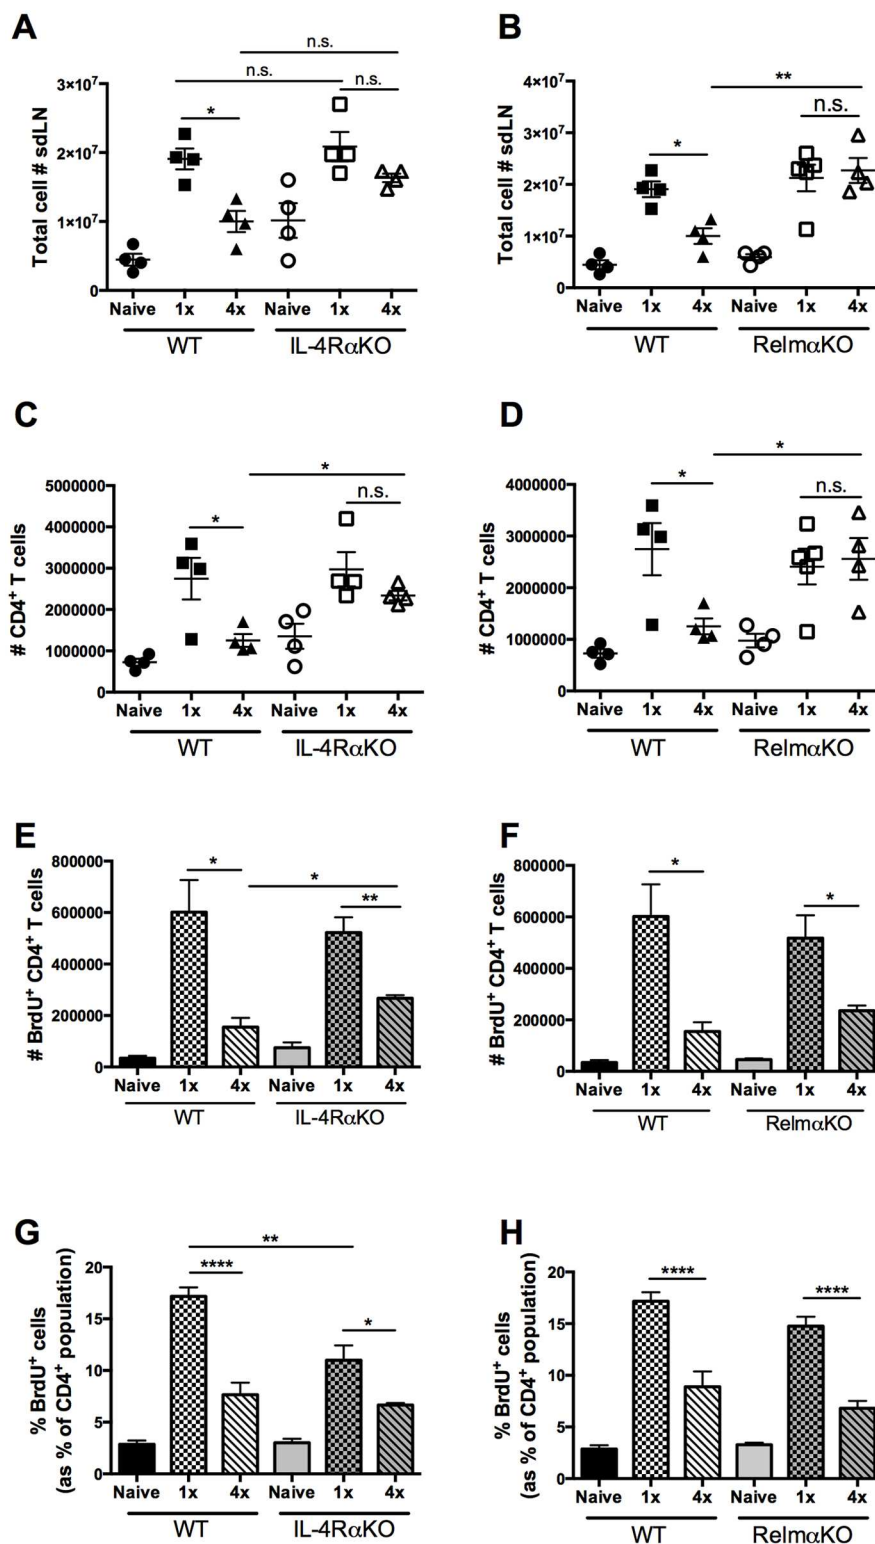 A
n.s.
n.s.
* n.s.
Total cell # sdLN
3×10⁷
2×10⁷
1×10⁷
0
Naive 1x 4x Naive 1x 4x
WT IL-4RαKO
B
**
n.s.
*
Total cell # sdLN
4×10⁷
3×10⁷
2×10⁷
1×10⁷
0
Naive 1x 4x Naive 1x 4x
WT RelmαKO
C
*
* n.s.
# CD4⁺ T cells
5000000
4000000
3000000
2000000
1000000
0
Naive 1x 4x Naive 1x 4x
WT IL-4RαKO
D
*
* n.s.
# CD4⁺ T cells
4000000
3000000
2000000
1000000
0
Naive 1x 4x Naive 1x 4x
WT RelmαKO
E
*
*
**
# BrdU⁺ CD4⁺ T cells
800000
600000
400000
200000
0
Naive 1x 4x Naive 1x 4x
WT IL-4RαKO
F
*
*
# BrdU⁺ CD4⁺ T cells
800000
600000
400000
200000
0
Naive 1x 4x Naive 1x 4x
WT RelmαKO
G
**
****
*
% BrdU⁺ cells
(as % of CD4⁺ population)
20
15
10
5
0
Naive 1x 4x Naive 1x 4x
WT IL-4RαKO
H
****
****
% BrdU⁺ cells
(as % of CD4⁺ population)
20
15
10
5
0
Naive 1x 4x Naive 1x 4x
WT RelmαKO